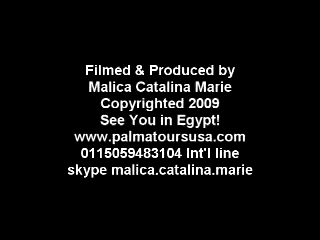 Filmed & Produced by
Malica Catalina Marie
Copyrighted 2009
See You in Egypt!
www.palmatoursusa.com
0115059483104 Int'l line
skype malica.catalina.marie